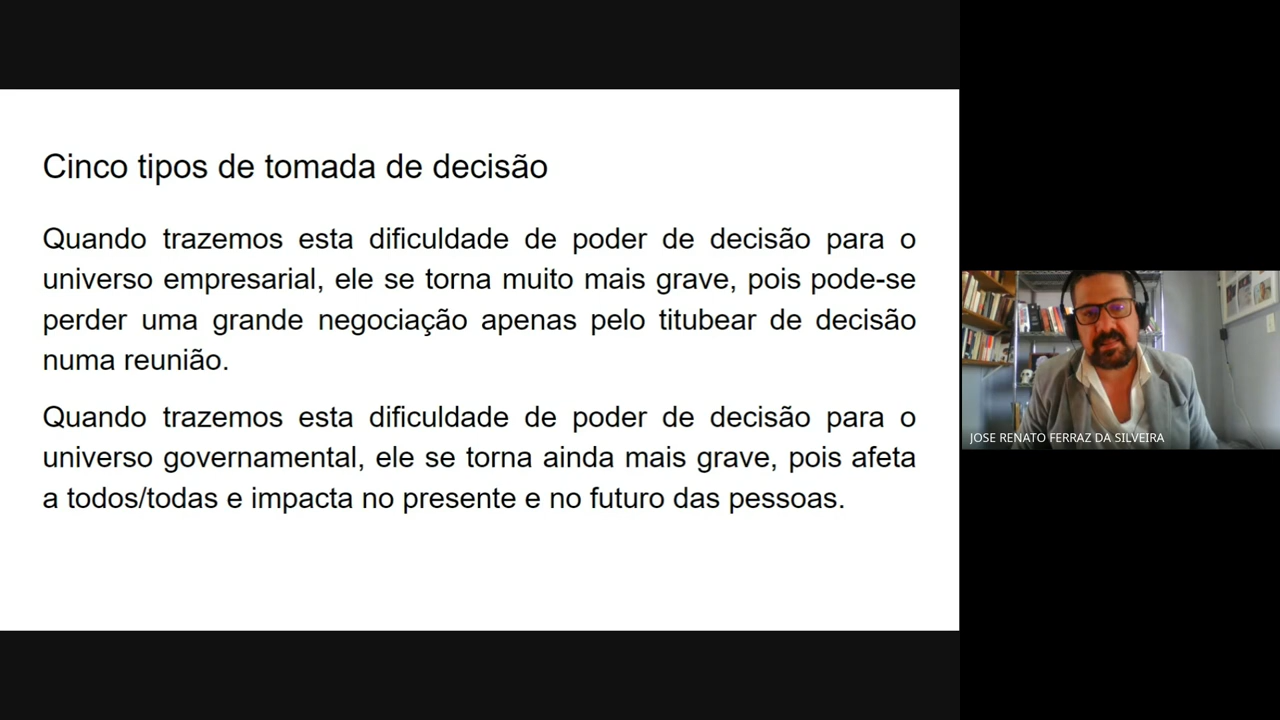 Cinco tipos de tomada de decisão
Quando trazemos esta dificuldade de poder de decisão para o
universo empresarial, ele se torna muito mais grave, pois pode-se
perder uma grande negociação apenas pelo titubear de decisão
numa reunião.
Quando trazemos esta dificuldade de poder de decisão para o
universo governamental, ele se torna ainda mais grave, pois afeta
a todos/todas e impacta no presente e no futuro das pessoas.
JOSE RENATO FERRAZ DA SILVEIRA